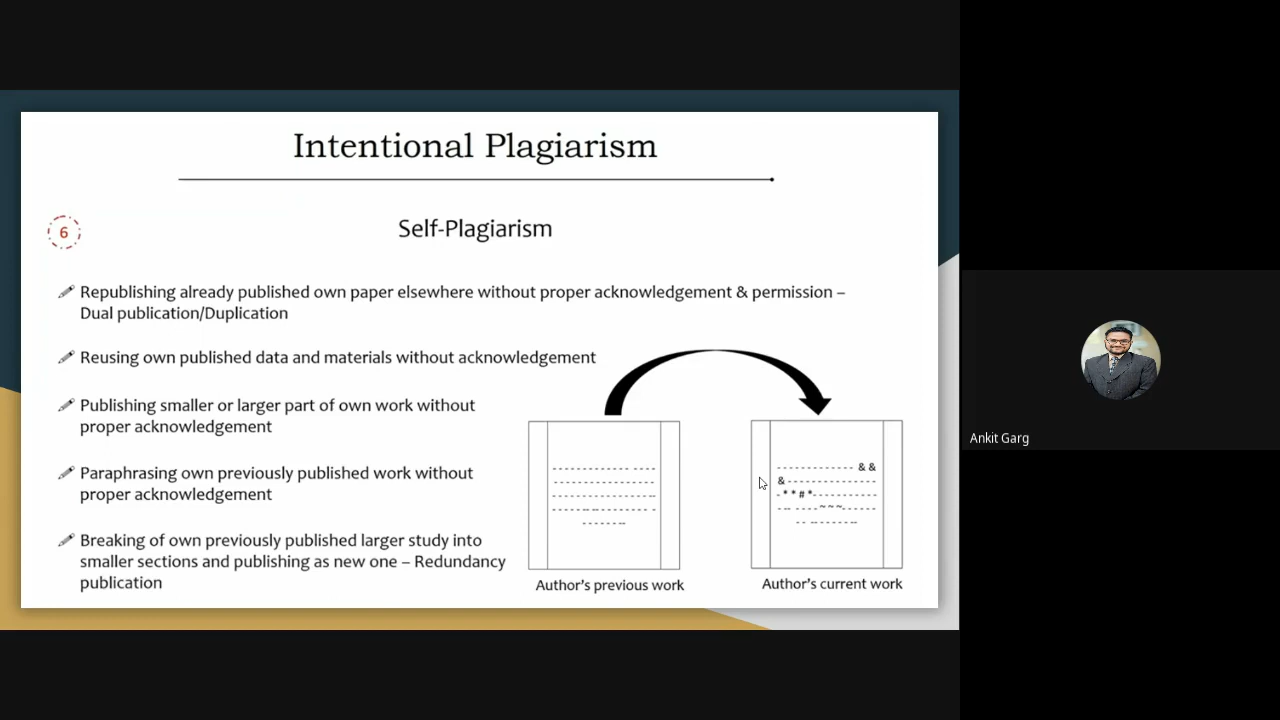 Intentional Plagiarism
6
Self-Plagiarism
Republishing already published own paper elsewhere without proper acknowledgement & permission –
Dual publication/Duplication
Reusing own published data and materials without acknowledgement
Publishing smaller or larger part of own work without
proper acknowledgement
Paraphrasing own previously published work without
proper acknowledgement
Breaking of own previously published larger study into
smaller sections and publishing as new one – Redundancy
publication
& &
&
* * # *
~ ~ ~
Author's previous work
Author's current work
Ankit Garg